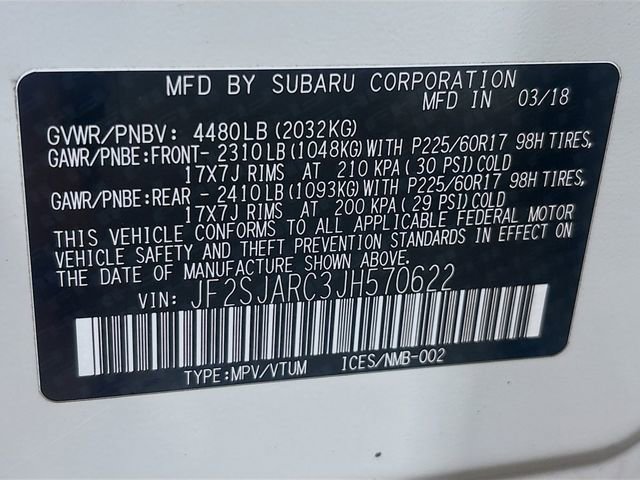 MFD BY SUBARU CORPORATION
MFD IN 03/18
GVWR/PNBV: 4480LB(2032KG)
GAWR/PNBE:FRONT- 2310LB(1048KG)WITH P225/60R17 98H TIRES,
17X7J RIMS AT 210 KPA(30 PSI)COLD
GAWR/PNBE:REAR - 2410LB(1093KG)WITH P225/60R17 98H TIRES,
17X7J RIMS AT 200 KPA(29 PSI)COLD
THIS VEHICLE CONFORMS TO ALL APPLICABLE FEDERAL MOTOR
VEHICLE SAFETY AND THEFT PREVENTION STANDARDS IN EFFECT ON
THE DATE OF MANUFACTURE SHOWN ABOVE.
VIN: JF2SJARC3JH570622
TYPE:MPV/VTUM ICES/NMB-002